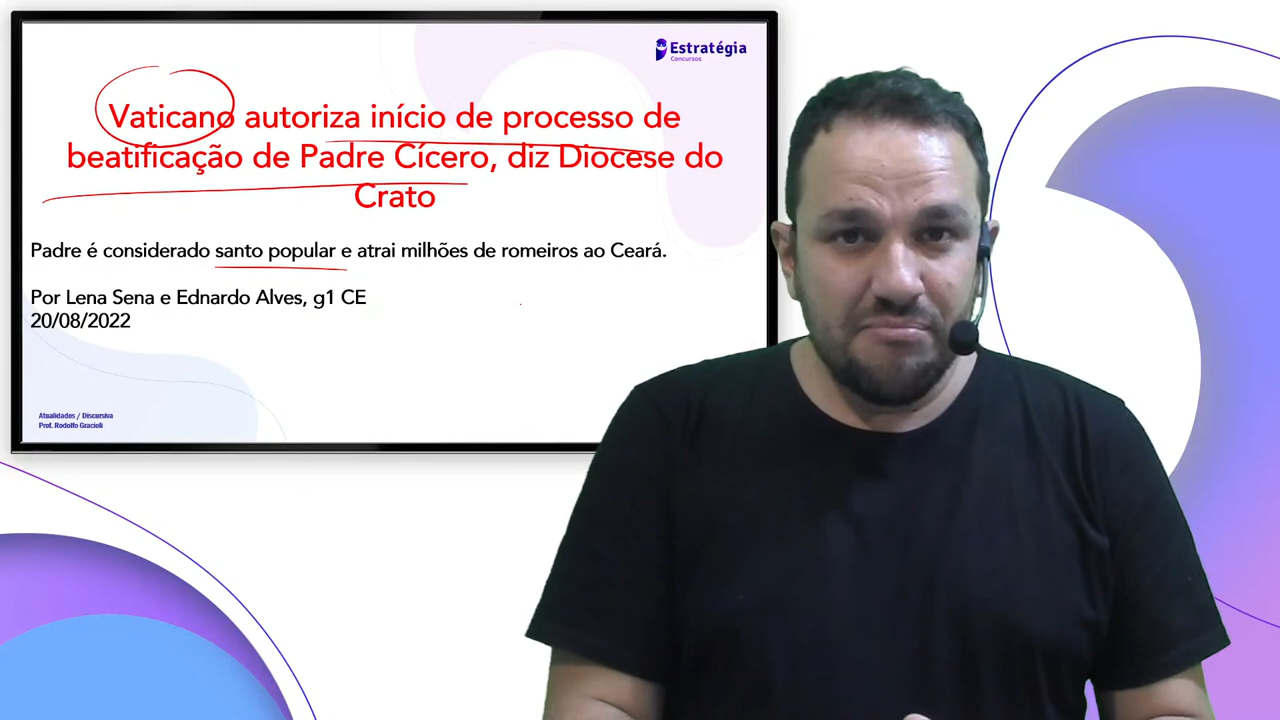 Estratégia
Concursos
Vaticano autoriza início de processo de
beatificação de Padre Cícero, diz Diocese do
Crato
Padre é considerado santo popular e atrai milhões de romeiros ao Ceará.
Por Lena Sena e Ednardo Alves, g1 CE
20/08/2022
Atualidades / Discursiva
Prof. Rodolfo Gracioli